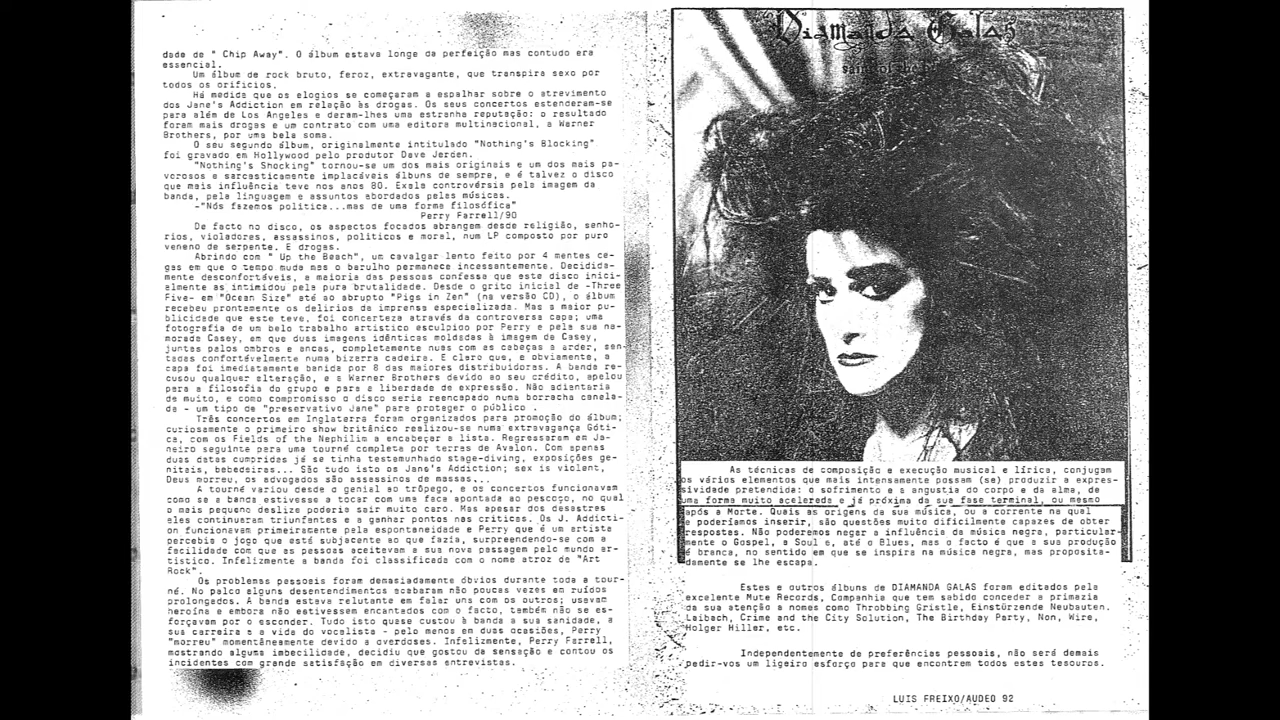 dade de " Chip Away". O álbum estava longe da perfeição mas contudo era
essencial.
Um álbum de rock bruto, feroz, extravagante, que transpira sexo por
todos os orificios.
Há medida que os elogios se começaram a espalhar sobre o atrevimento
dos Jane's Addiction em relação às drogas. Os seus concertos estenderam-se
para além de Los Angeles e deram-lhes uma estranha reputação: o resultado
foram mais drogas e um contrato com uma editora multinacional, a Warner
Brothers, por uma bela soma.
O seu segundo álbum, originalmente intitulado "Nothing's Blocking"
foi gravado em Hollywood pelo produtor Dave Jerden.
"Nothing's Shocking" tornou-se um dos mais originais e um dos mais pa-
vorosos e sarcasticamente implacáveis álbuns de sempre, e é talvez o disco
que mais influência teve nos anos 80. Exala controvérsia pela imagem da
banda, pela linguagem e assuntos abordados pelas músicas.
-"Nós fazemos politica...mas de uma forma filosófica"
Perry Farrell/90
De facto no disco, os aspectos focados abrangem desde religião, senho-
rios, violadores, assassinos, politicos e moral, num LP composto por puro
veneno de serpente. E drogas.
Abrindo com " Up the Beach", um cavalgar lento feito por 4 mentes ce-
gas em que o tempo muda mas o barulho permanece incessantemente. Decidida-
mente desconfortáveis, a maioria das pessoas confessa que este disco inici-
almente as intimidou pela pura brutalidade. Desde o grito inicial de -Three
Five- em "Ocean Size" até ao abrupto "Pigs in Zen" (na versão CD), o álbum
recebeu prontemente os delirios da imprensa especializada. Mas a maior pu-
blicidade que este teve, foi concerteza através da controversa capa; uma
fotografia de um belo trabalho artistico esculpido por Perry e pela sua na-
morada Casey, em que duas imagens idênticas moldadas à imagem de Casey,
juntas pelos ombros e ancas, completamente nuas com as cabeças a arder, sen-
tadas confortávelmente numa bizarra cadeira. E claro que, e obviamente, a
capa foi imediatamente banida por 8 das maiores distribuidoras. A banda re-
cusou qualquer alteração, e a Warner Brothers devido ao seu crédito, apelou
para a filosofia do grupo e para a liberdade de expressão. Não adiantaria
de muito, e como compromisso o disco seria reencapado numa borracha canela-
da - um tipo de "preservativo Jane" para proteger o público .
Três concertos em Inglaterra foram organizados para promoção do álbum;
curiosamente o primeiro show britânico realizou-se numa extravagança Góti-
ca, com os Fields of the Nephilim a encabeçar a lista. Regressaram em Ja-
neiro seguinte para uma tourné completa por terras de Avalon. Com apenas
duas datas cumpridas já se tinha testemunhado stage-diving, exposições ge-
nitais, bebedeiras... São tudo isto os Jane's Addiction; sex is violent,
Deus morreu, os advogados são assassinos de massas...
A tourné variou desde o genial ao trôpego, e os concertos funcionavam
como se a banda estivesse a tocar com uma faca apontada ao pescoço, no qual
o mais pequeno deslize poderia sair muito caro. Mas apesar dos desastres
eles continuaram triunfantes e a ganhar pontos nas criticas. Os J. Addicti-
on funcionavam primeiramente pela espontaneidade e Perry que é um artista
percebia o jogo que está subjacente ao que fazia, surpreendendo-se com a
facilidade com que as pessoas aceitavam a sua nova passagem pelo mundo ar-
tistico. Infelizmente a banda foi classificada com o nome atroz de "Art
Rock".
Os problemas pessoais foram demasiadamente óbvios durante toda a tour-
né. No palco alguns desentendimentos acabaram não poucas vezes em ruidos
prolongados. A banda estava relutante em falar uns com os outros; usavam
heroína e embora não estivessem encantados com o facto, também não se es-
forçavam por o esconder. Tudo isto quase custou à banda a sua sanidade, a
sua carreira e a vida do vocalista - pelo menos em duas ocasiões, Perry
"morreu" momentâneamente devido a overdoses. Infelizmente, Perry Farrell,
mostrando alguma imbecilidade, decidiu que gostou da sensação e contou os
incidentes com grande satisfação em diversas entrevistas.
Diamanda Galas
As técnicas de composição e execução musical e lírica, conjugam
os vários elementos que mais intensamente possam (se) produzir a expres-
sividade pretendida: o sofrimento e a angustia do corpo e da alma, de
uma forma muito acelerada e já próxima da sua fase terminal, ou mesmo
após a Morte. Quais as origens da sua música, ou a corrente na qual
a poderiamos inserir, são questões muito dificilmente capazes de obter
respostas. Não poderemos negar a influência da música negra, particular-
mente o Gospel, a Soul e, até o Blues, mas o facto é que a sua produção
é branca, no sentido em que se inspira na música negra, mas proposita-
damente se lhe escapa.
Estes e outros álbuns de DIAMANDA GALAS foram editados pela
excelente Mute Records, Companhia que tem sabido conceder a primazia
da sua atenção a nomes como Throbbing Gristle, Einstürzende Neubauten,
Laibach, Crime and the City Solution, The Birthday Party, Non, Wire,
Holger Hiller, etc.
Independentemente de preferências pessoais, não será demais
pedir-vos um ligeiro esforço para que encontrem todos estes tesouros.
LUIS FREIXO/AUDEO 92